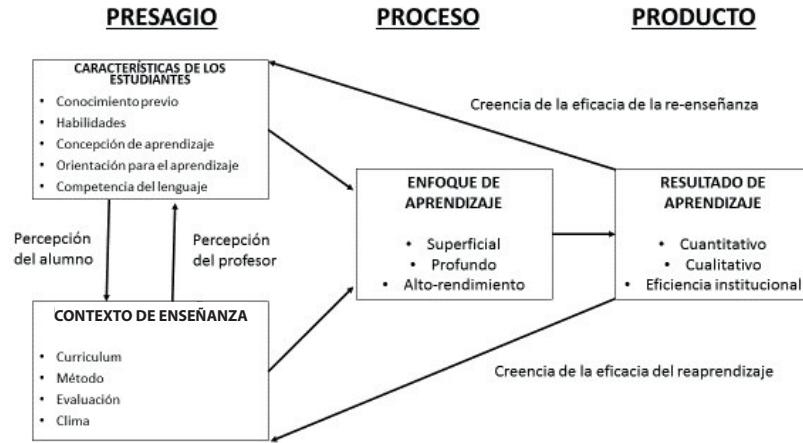 PRESAGIO
PROCESO
PRODUCTO
CARACTERÍSTICAS DE LOS
ESTUDIANTES
• Conocimiento previo
• Habilidades
• Concepción de aprendizaje
• Orientación para el aprendizaje
• Competencia del lenguaje
Creencia de la eficacia de la re-enseñanza
ENFOQUE DE
APRENDIZAJE
• Superficial
• Profundo
• Alto-rendimiento
RESULTADO DE
APRENDIZAJE
• Cuantitativo
• Cualitativo
• Eficiencia institucional
Percepción
del alumno
Percepción
del profesor
CONTEXTO DE ENSEÑANZA
• Curriculum
• Método
• Evaluación
• Clima
Creencia de la eficacia del reaprendizaje